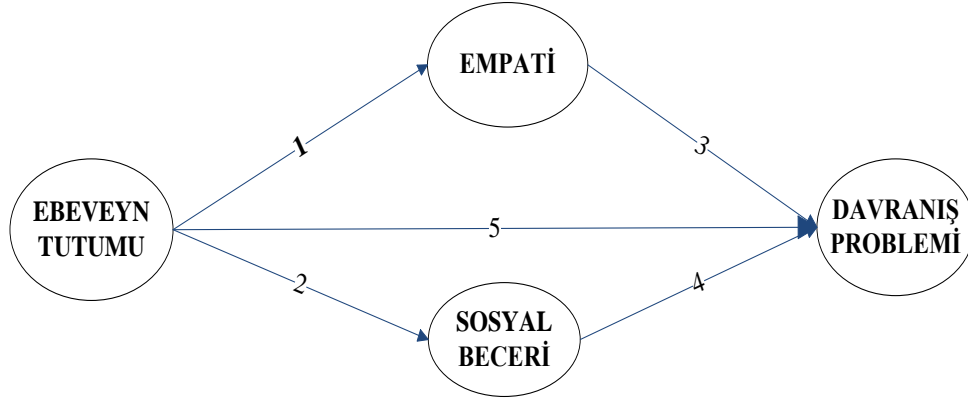 EMPATİ
1
3
EBEVEYN
TUTUMU
5
DAVRANIŞ
PROBLEMİ
2
4
SOSYAL
BECERİ